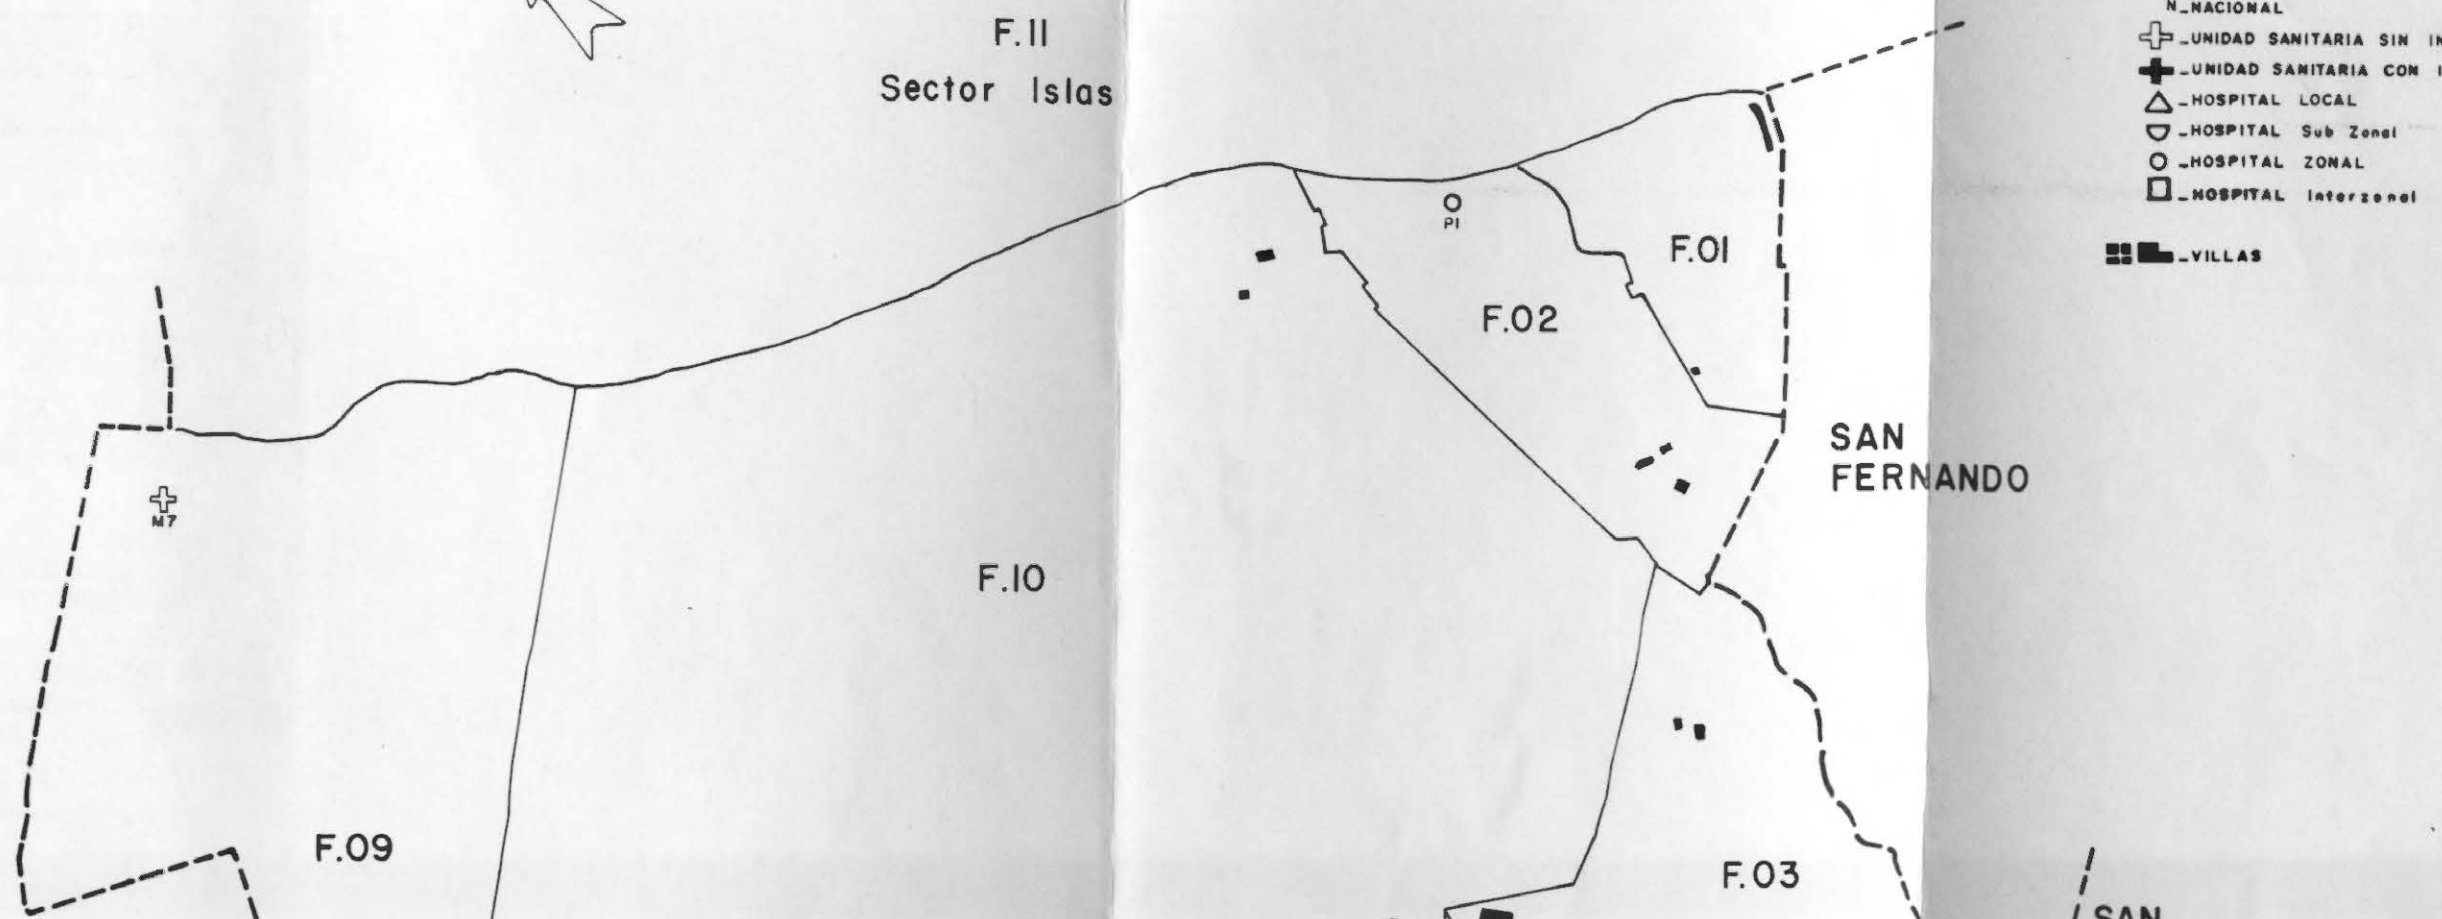 N_NACIONAL
_UNIDAD SANITARIA SIN
_UNIDAD SANITARIA CON
_HOSPITAL LOCAL
_HOSPITAL Sub Zonal
_HOSPITAL ZONAL
_HOSPITAL Interzonal
_VILLAS
F.11
Sector Islas
P1
F.01
F.02
SAN
FERNANDO
M7
F.10
F.09
F.03
SAN